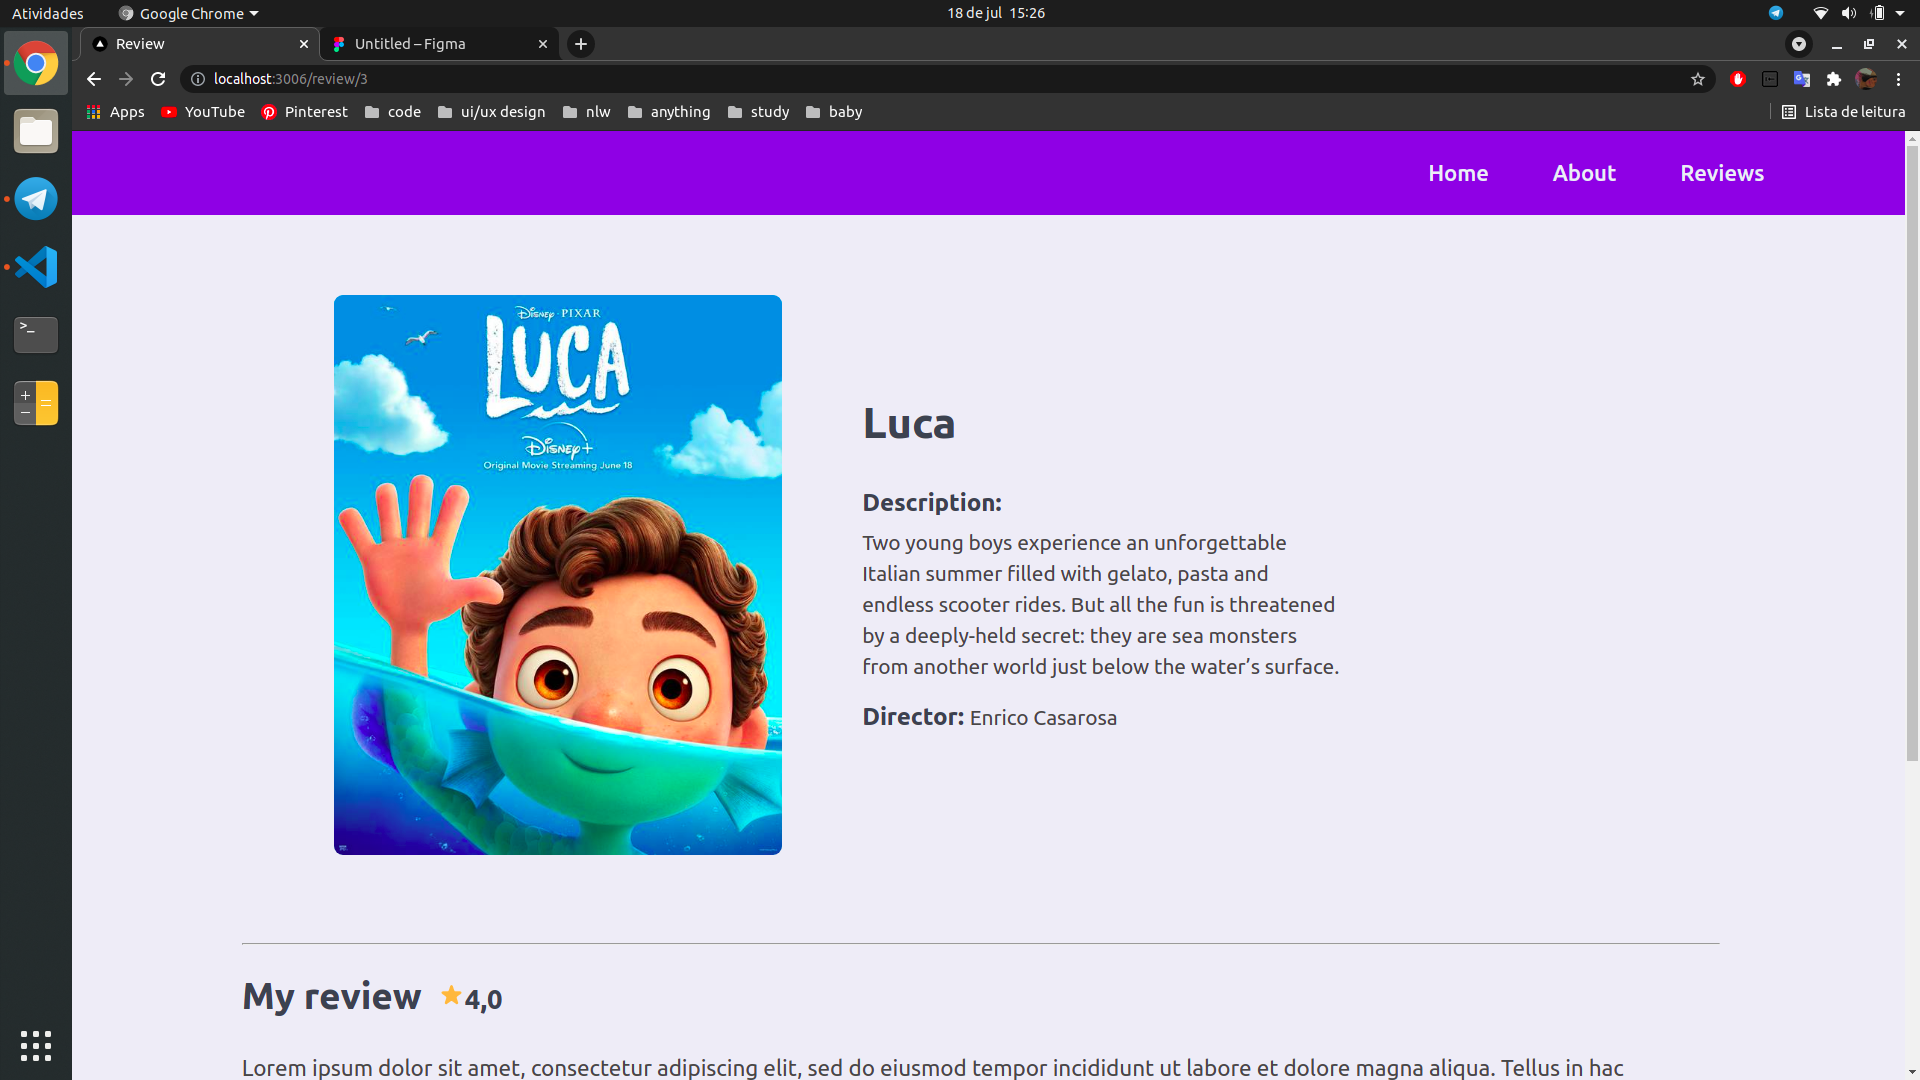 Atividades
Google Chrome
18 de jul 15:26
Review
Untitled – Figma
localhost:3006/review/3
Apps
YouTube
Pinterest
code
ui/ux design
nlw
anything
study
baby
Lista de leitura
Home
About
Reviews
Disney · PIXAR
LUCA
Disney+
Original Movie Streaming June 18
Luca
Description:
Two young boys experience an unforgettable
Italian summer filled with gelato, pasta and
endless scooter rides. But all the fun is threatened
by a deeply-held secret: they are sea monsters
from another world just below the water’s surface.
Director: Enrico Casarosa
My review 4,0
Lorem ipsum dolor sit amet, consectetur adipiscing elit, sed do eiusmod tempor incididunt ut labore et dolore magna aliqua. Tellus in hac